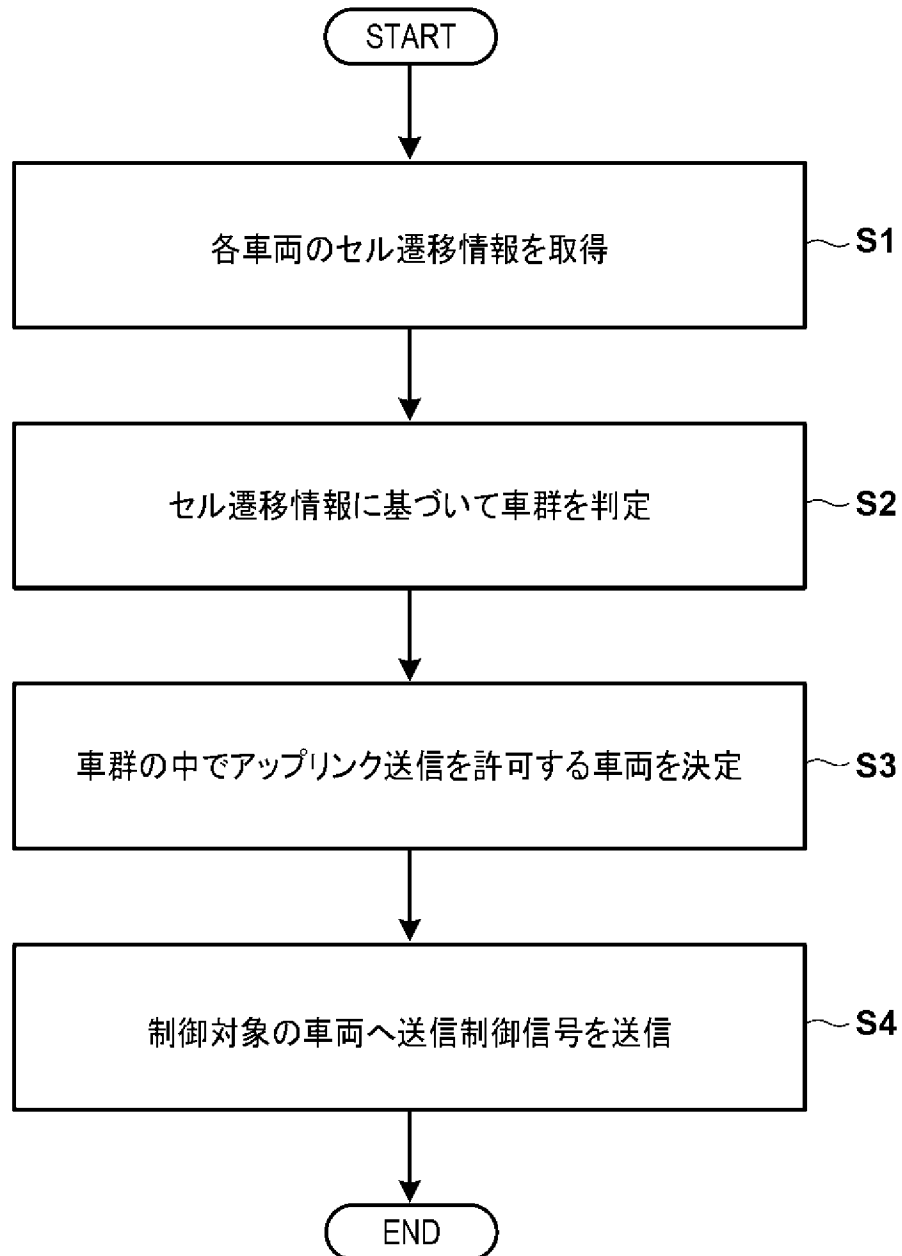 START
各車両のセル遷移情報を取得
S1
セル遷移情報に基づいて車群を判定
S2
車群の中でアップリンク送信を許可する車両を決定
S3
制御対象の車両へ送信制御信号を送信
S4
END